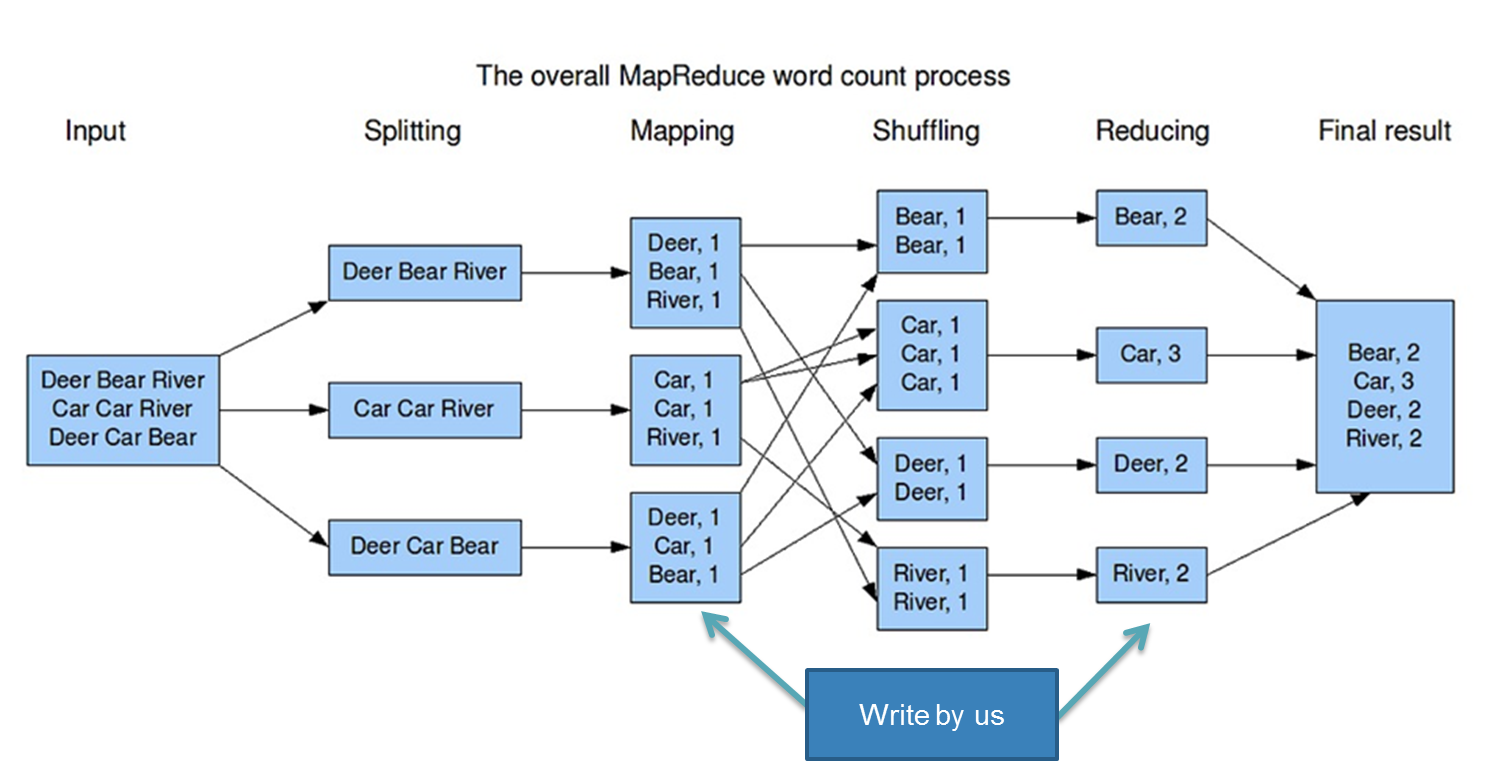 The overall MapReduce word count process
Input
Splitting
Mapping
Shuffling
Reducing
Final result
Deer Bear River
Car Car River
Deer Car Bear
Deer Bear River
Car Car River
Deer Car Bear
Deer, 1
Bear, 1
River, 1
Car, 1
Car, 1
River, 1
Deer, 1
Car, 1
Bear, 1
Bear, 1
Bear, 1
Car, 1
Car, 1
Car, 1
Deer, 1
Deer, 1
River, 1
River, 1
Bear, 2
Car, 3
Deer, 2
River, 2
Bear, 2
Car, 3
Deer, 2
River, 2
Write by us